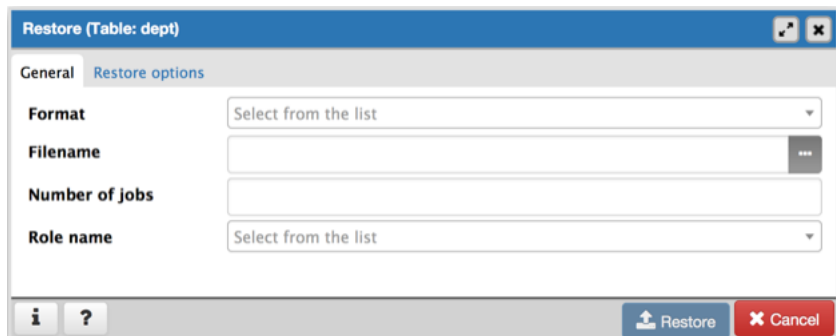 Restore (Table: dept)
General Restore options
Format Select from the list
Filename ...
Number of jobs
Role name Select from the list
i ? Restore Cancel